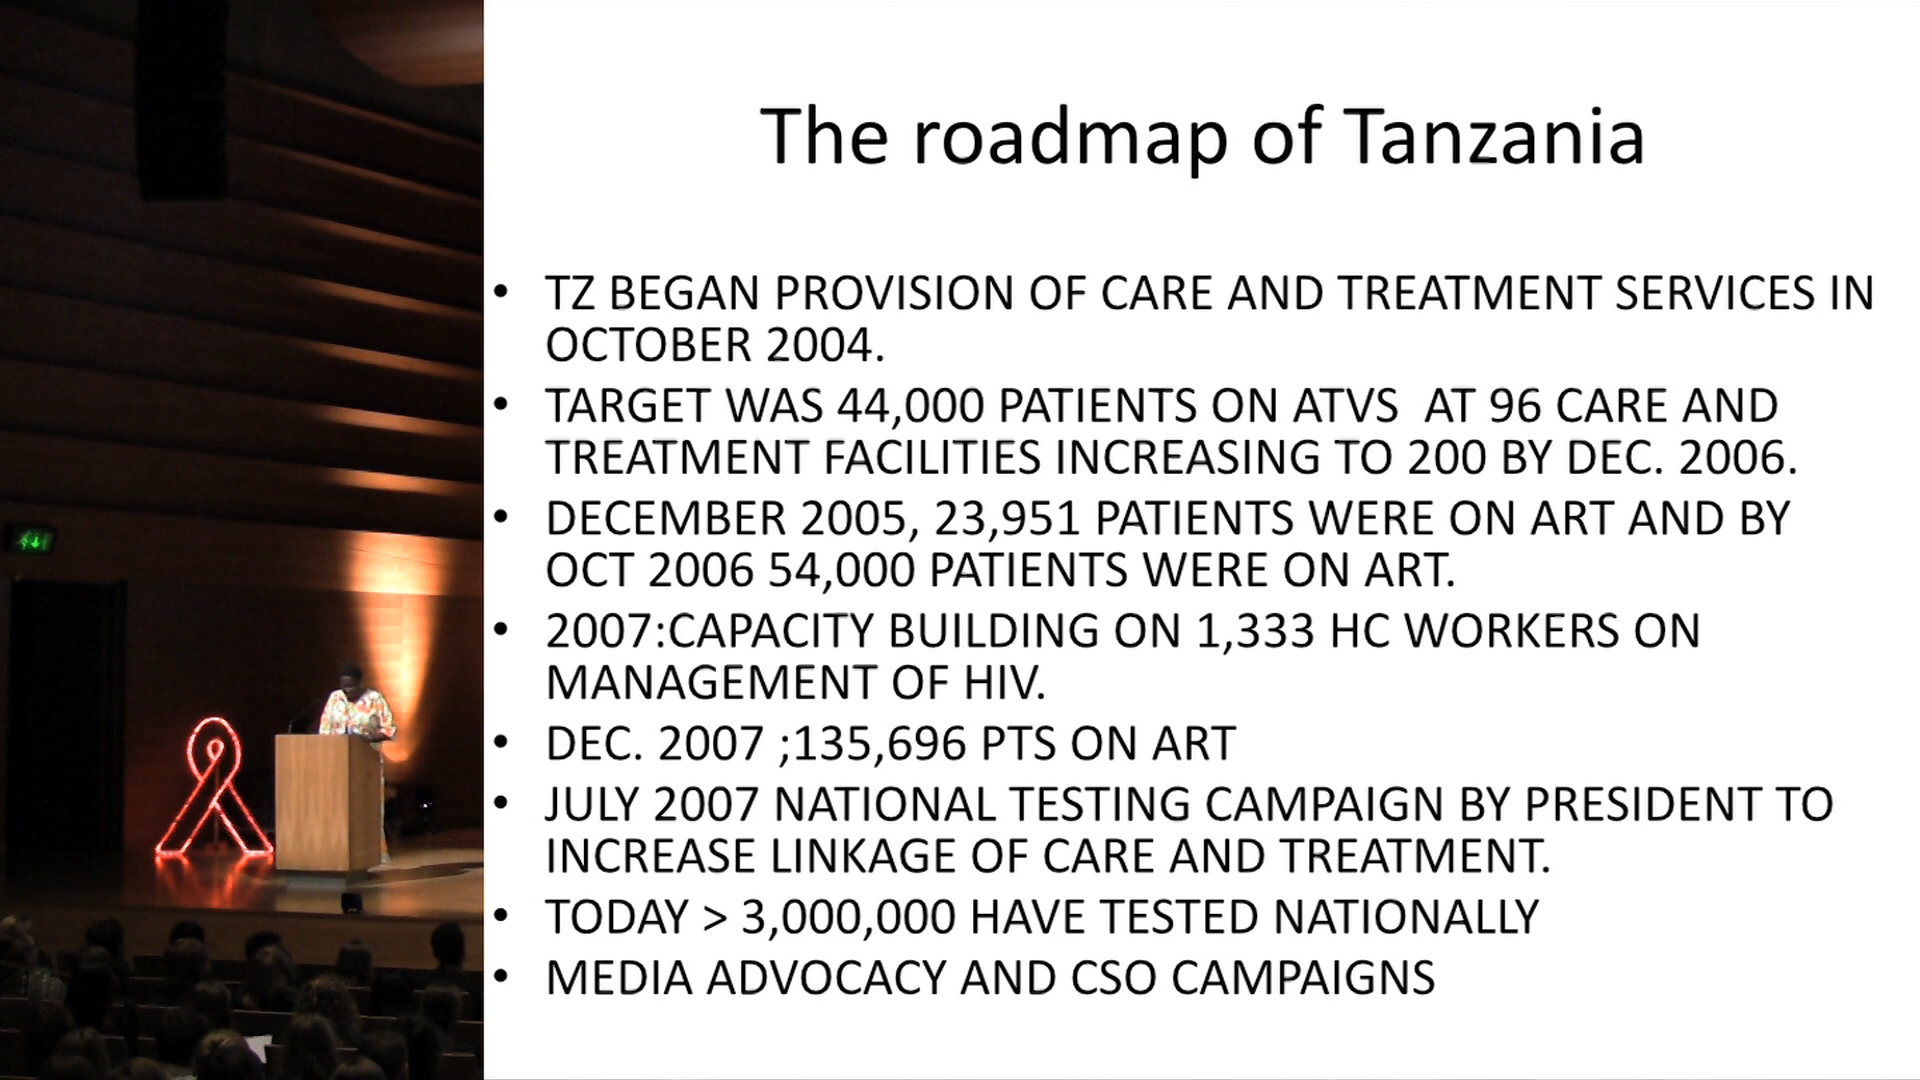 The roadmap of Tanzania
• TZ BEGAN PROVISION OF CARE AND TREATMENT SERVICES IN
OCTOBER 2004.
• TARGET WAS 44,000 PATIENTS ON ATVS  AT 96 CARE AND
TREATMENT FACILITIES INCREASING TO 200 BY DEC. 2006.
• DECEMBER 2005, 23,951 PATIENTS WERE ON ART AND BY
OCT 2006 54,000 PATIENTS WERE ON ART.
• 2007:CAPACITY BUILDING ON 1,333 HC WORKERS ON
MANAGEMENT OF HIV.
• DEC. 2007 ;135,696 PTS ON ART
• JULY 2007 NATIONAL TESTING CAMPAIGN BY PRESIDENT TO
INCREASE LINKAGE OF CARE AND TREATMENT.
• TODAY > 3,000,000 HAVE TESTED NATIONALLY
• MEDIA ADVOCACY AND CSO CAMPAIGNS